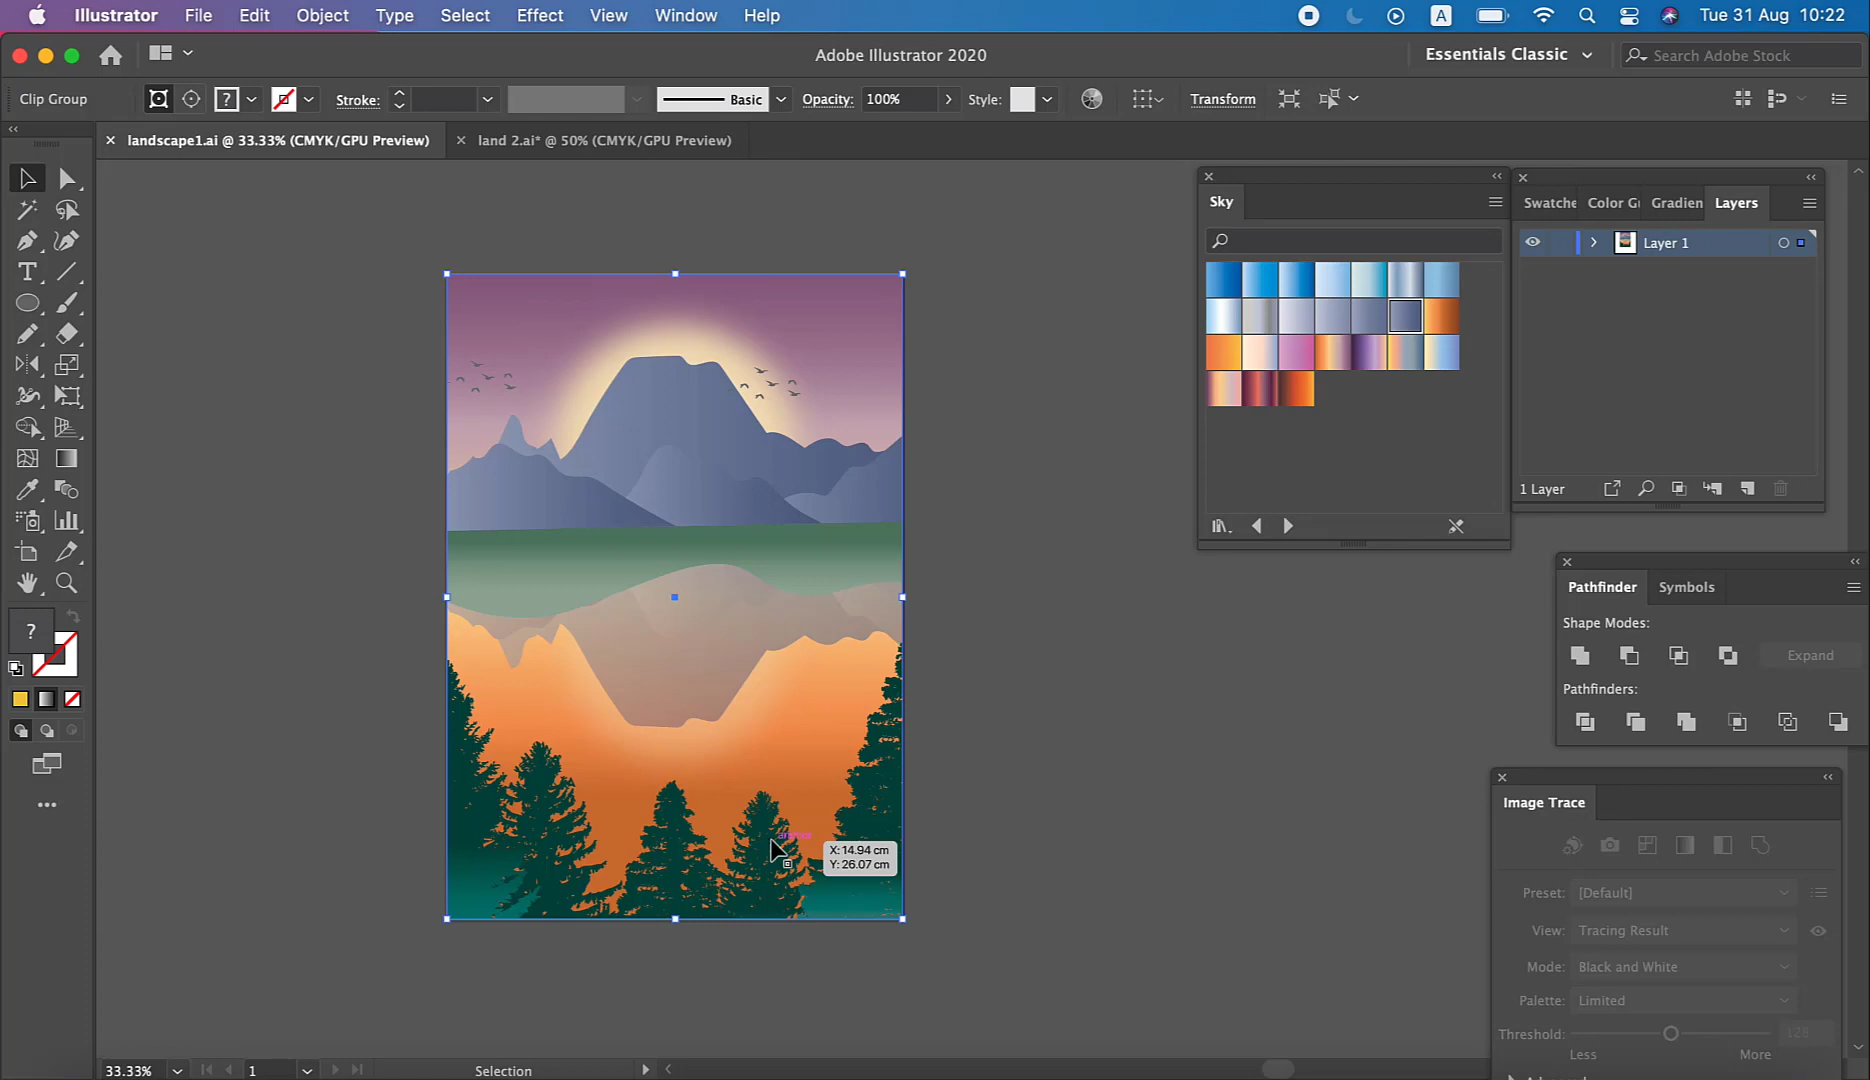 Illustrator File Edit Object Type Select Effect View Window Help
A
Tue 31 Aug 10:22
Adobe Illustrator 2020
Essentials Classic
Search Adobe Stock
Clip Group
?
Stroke:
Basic
Opacity: 100%
Style:
Transform
landscape1.ai @ 33.33% (CMYK/GPU Preview)
land 2.ai* @ 50% (CMYK/GPU Preview)
Sky
Swatche Color Gu Gradien Layers
Layer 1
1 Layer
Pathfinder Symbols
Shape Modes:
Expand
Pathfinders:
?
anchor
X: 14.94 cm
Y: 26.07 cm
Image Trace
Preset: [Default]
View: Tracing Result
Mode: Black and White
Palette: Limited
Threshold: 128
Less More
33.33% 1 Selection